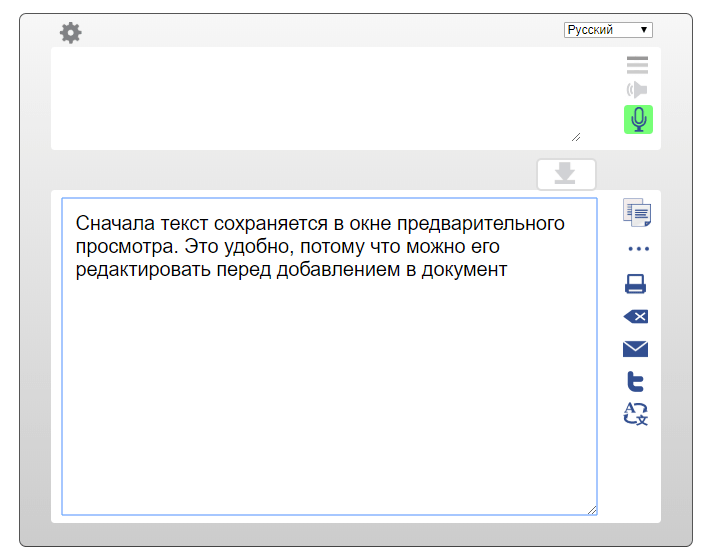 Русский
Сначала текст сохраняется в окне предварительного
просмотра. Это удобно, потому что можно его
редактировать перед добавлением в документ